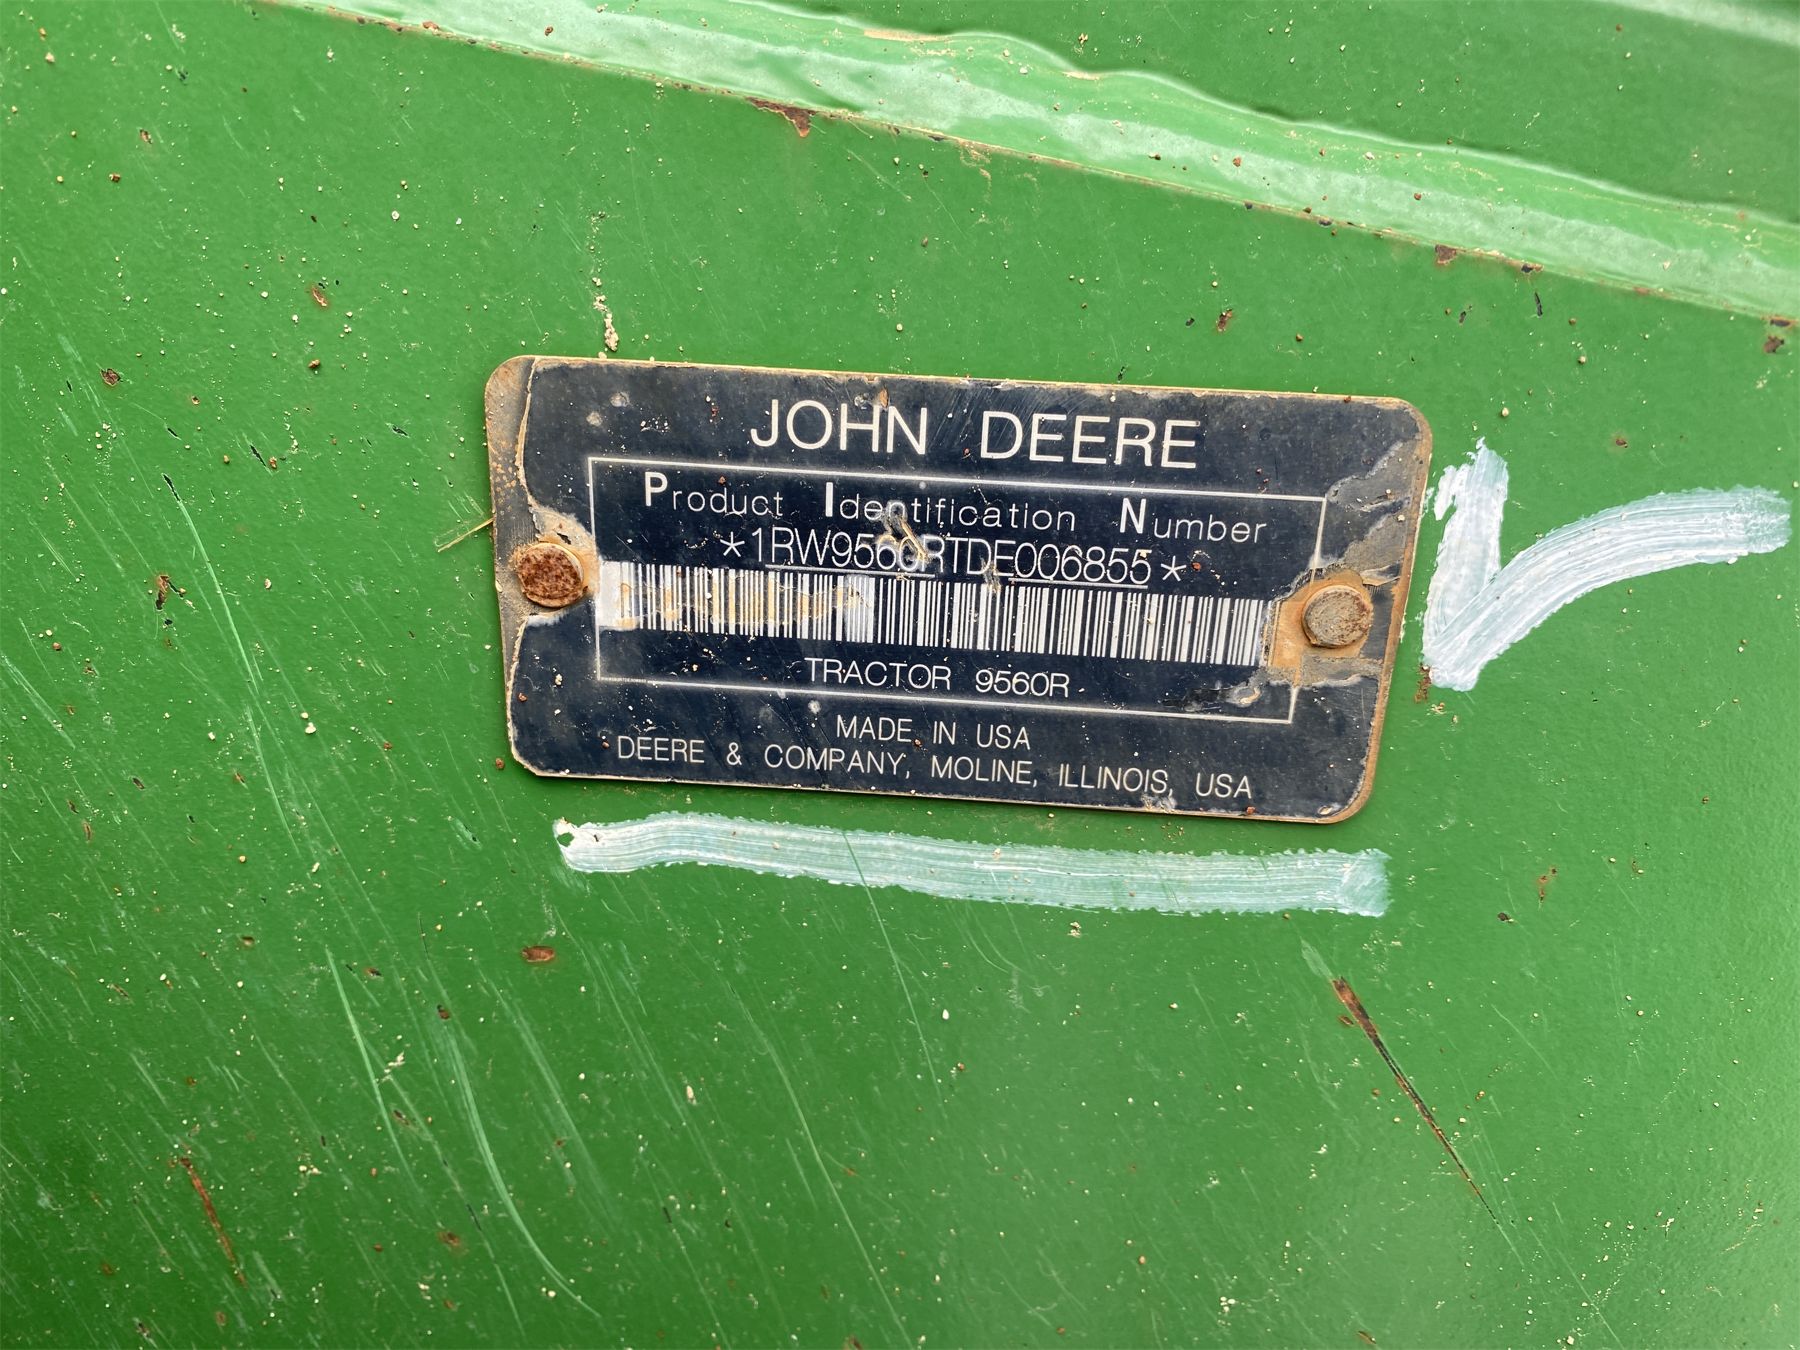 JOHN DEERE
Product Identification Number
*1RW9560RTDE006855*
TRACTOR 9560R
MADE IN USA
DEERE & COMPANY, MOLINE, ILLINOIS, USA